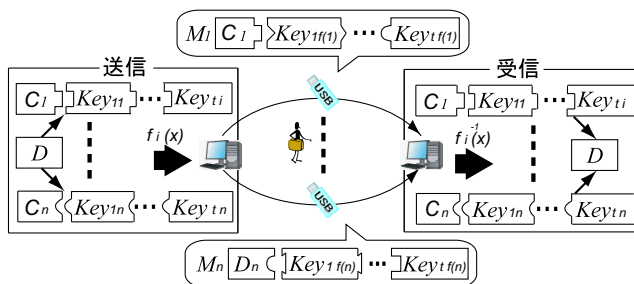 M1 C1 Key1f(1) ••• Keytf(1)
送信
C1 Key11 ••• Keyti
D
fi(x)
Cn Key1n ••• Keytn
USB
USB
受信
C1 Key11 ••• Keyti
fi-1(x)
D
Cn Key1n ••• Keytn
Mn Dn Key1f(n) ••• Keytf(n)